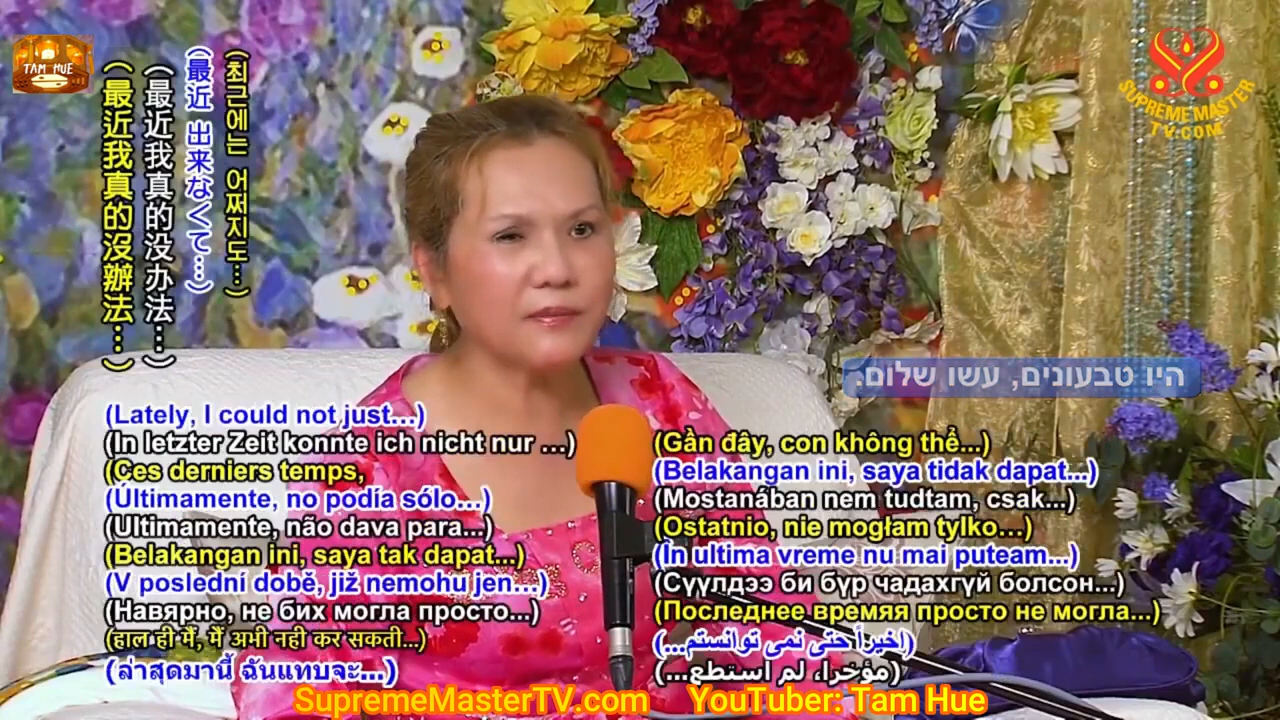 TAM HUE
SUPREME MASTER
TV.COM
(최근에는 어쩌지도…)
(最近 出来なくて…)
(最近我真的没办法…)
(最近我真的沒辦法…)
היו טבעונים, עשו שלום.
(Lately, I could not just...)
(In letzter Zeit konnte ich nicht nur …)
(Ces derniers temps,
(Últimamente, no podía sólo...)
(Ultimamente, não dava para...)
(Belakangan ini, saya tak dapat...)
(V poslední době, již nemohu jen...)
(Навярно, не бих могла просто...)
(हाल ही में, मैं अभी नही कर सकती...)
(ล่าสุดมานี้ ฉันแทบจะ...)
(Gần đây, con không thể...)
(Belakangan ini, saya tidak dapat...)
(Mostanában nem tudtam, csak...)
(Ostatnio, nie mogłam tylko…)
(În ultima vreme nu mai puteam...)
(Сүүлдээ би бүр чадахгүй болсон...)
(Последнее времяя просто не могла...)
(اخیراً حتی نمی توانستم...)
(مؤخرا، لم استطع...)
SupremeMasterTV.com YouTuber: Tam Hue